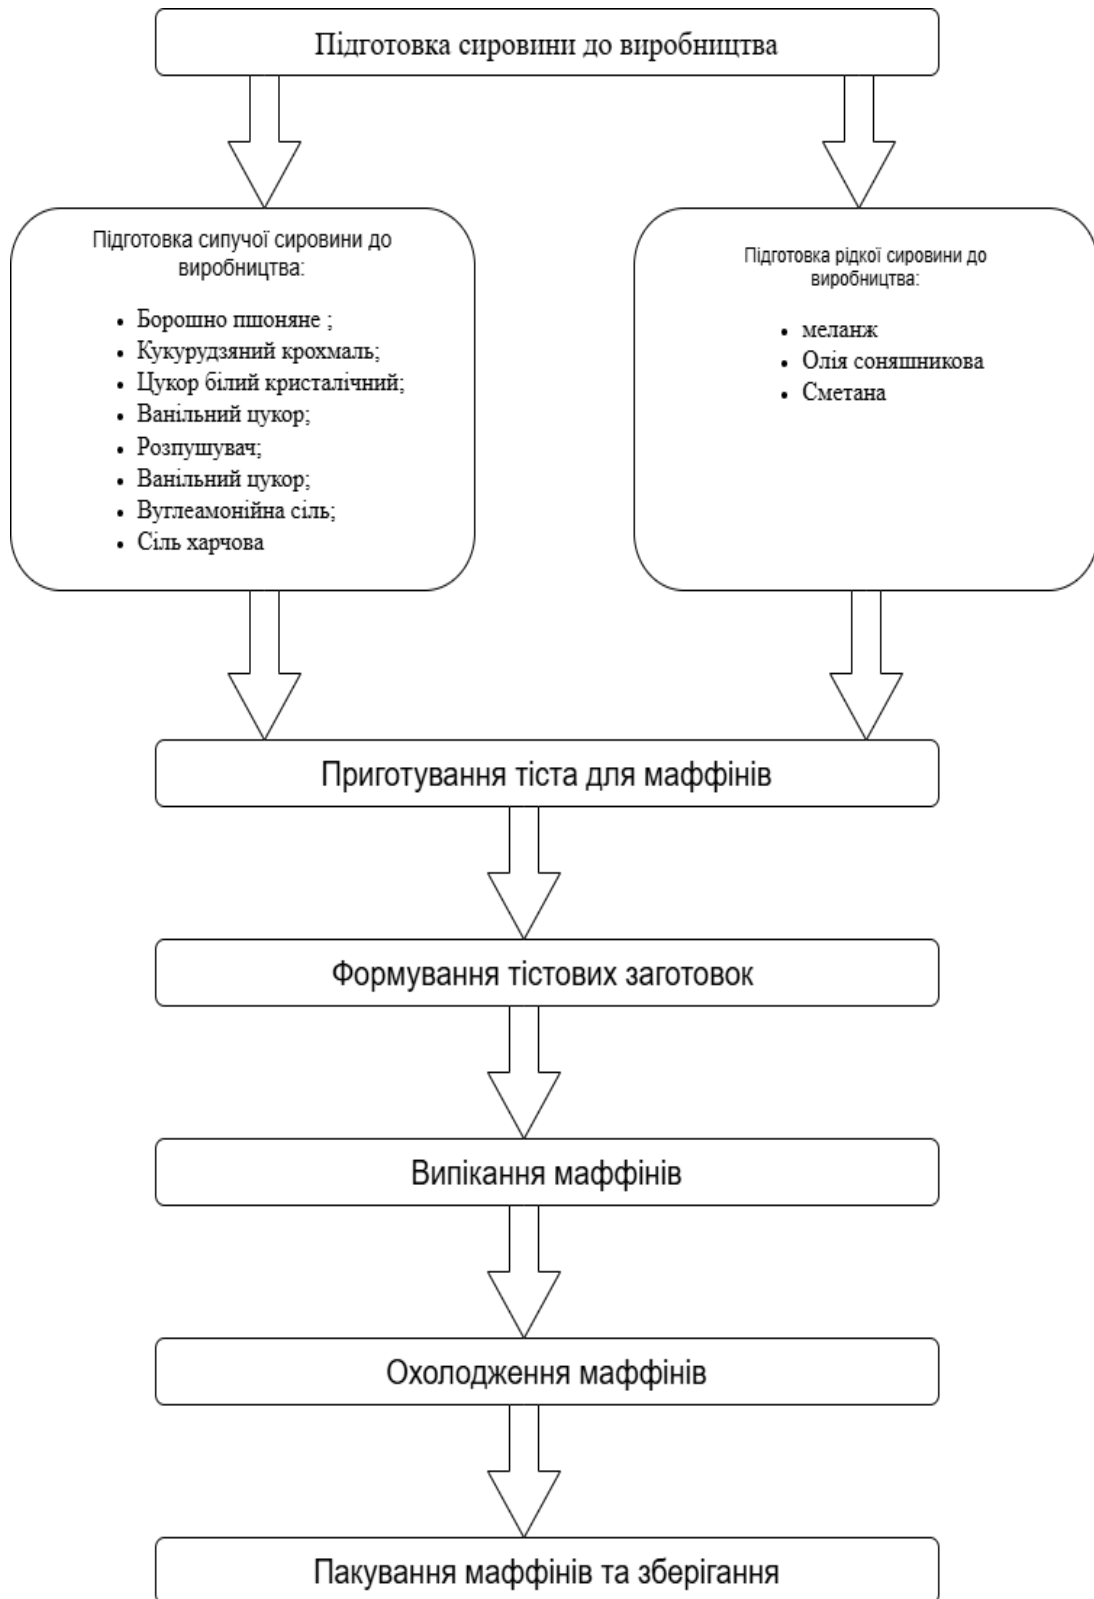 Підготовка сировини до виробництва
Підготовка сипучої сировини до
виробництва:
• Борошно пшоняне ;
• Кукурудзяний крохмаль;
• Цукор білий кристалічний;
• Ванільний цукор;
• Розпушувач;
• Ванільний цукор;
• Вуглеамонійна сіль;
• Сіль харчова
Підготовка рідкої сировини до
виробництва:
• меланж
• Олія соняшникова
• Сметана
Приготування тіста для маффінів
Формування тістових заготовок
Випікання маффінів
Охолодження маффінів
Пакування маффінів та зберігання